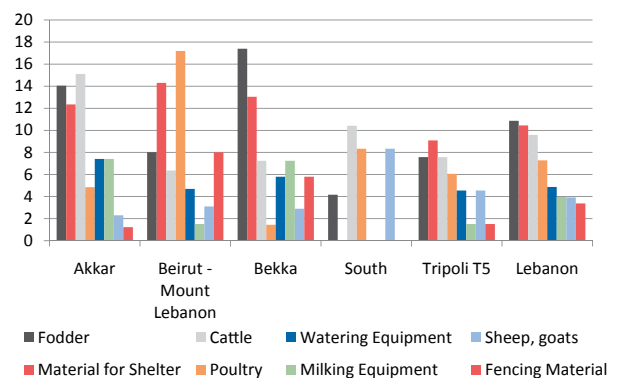 20
18
16
14
12
10
8
6
4
2
0
Akkar
Beirut -
Mount
Lebanon
Bekka
South
Tripoli T5
Lebanon
Fodder
Cattle
Watering Equipment
Sheep, goats
Material for Shelter
Poultry
Milking Equipment
Fencing Material